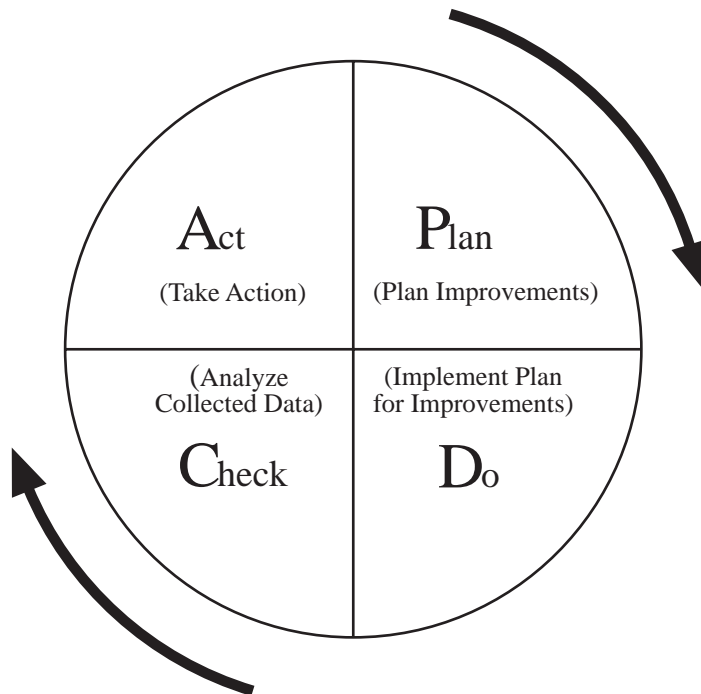 Act
(Take Action)
Plan
(Plan Improvements)
(Analyze
Collected Data)
Check
(Implement Plan
for Improvements)
Do